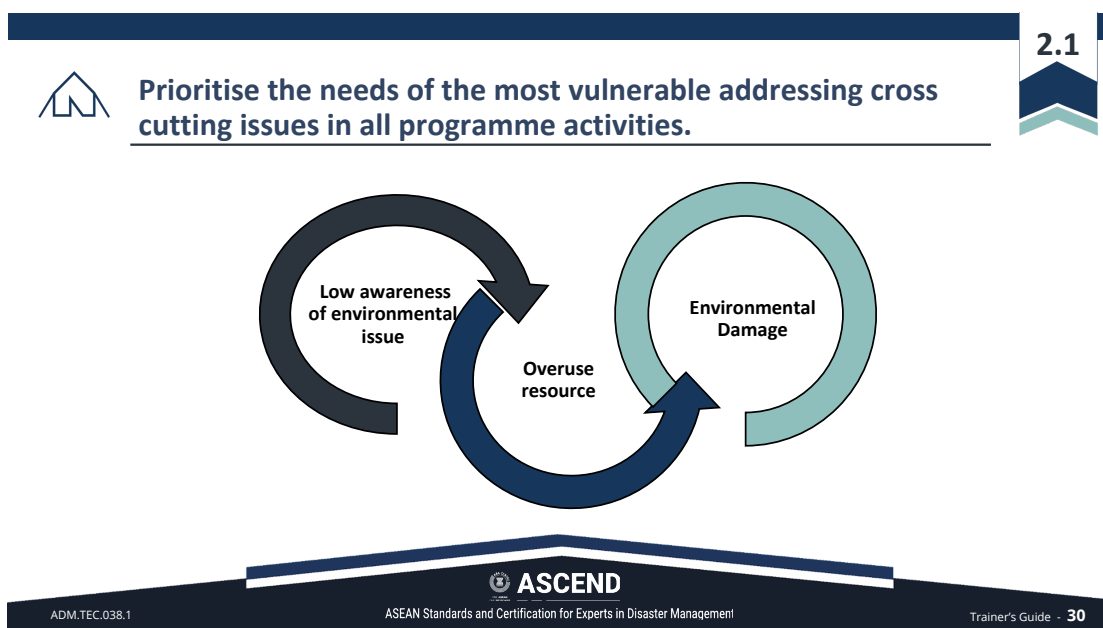 2.1
Prioritise the needs of the most vulnerable addressing cross
cutting issues in all programme activities.
Low awareness
of environmental
issue
Overuse
resource
Environmental
Damage
ASCEND
ASEAN Standards and Certification for Experts in Disaster Management
ADM.TEC.038.1
Trainer's Guide - 30